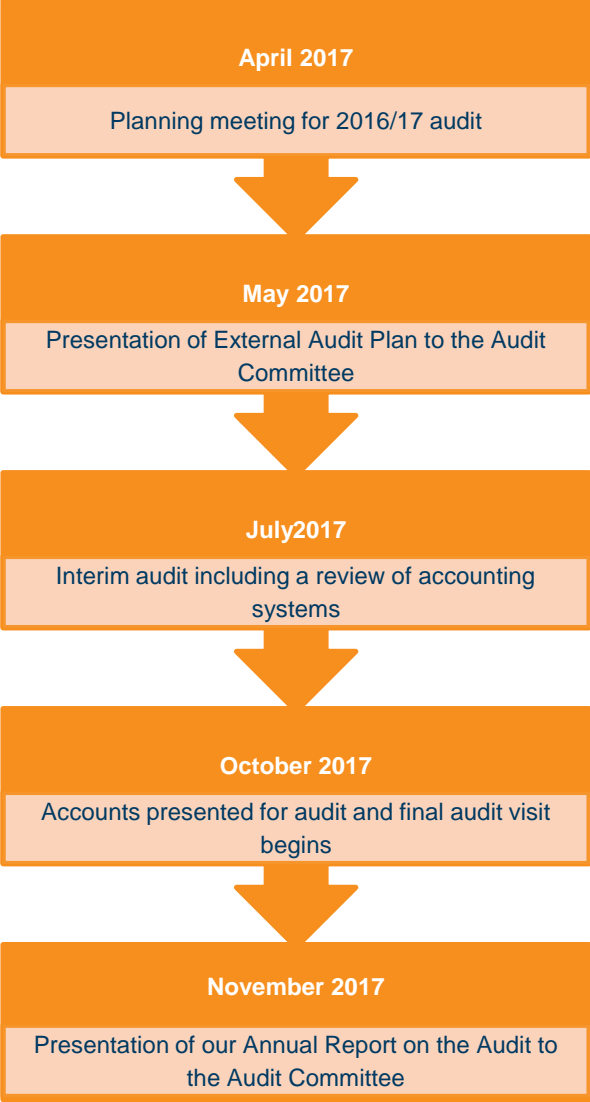 April 2017
Planning meeting for 2016/17 audit
May 2017
Presentation of External Audit Plan to the Audit
Committee
July2017
Interim audit including a review of accounting
systems
October 2017
Accounts presented for audit and final audit visit
begins
November 2017
Presentation of our Annual Report on the Audit to
the Audit Committee